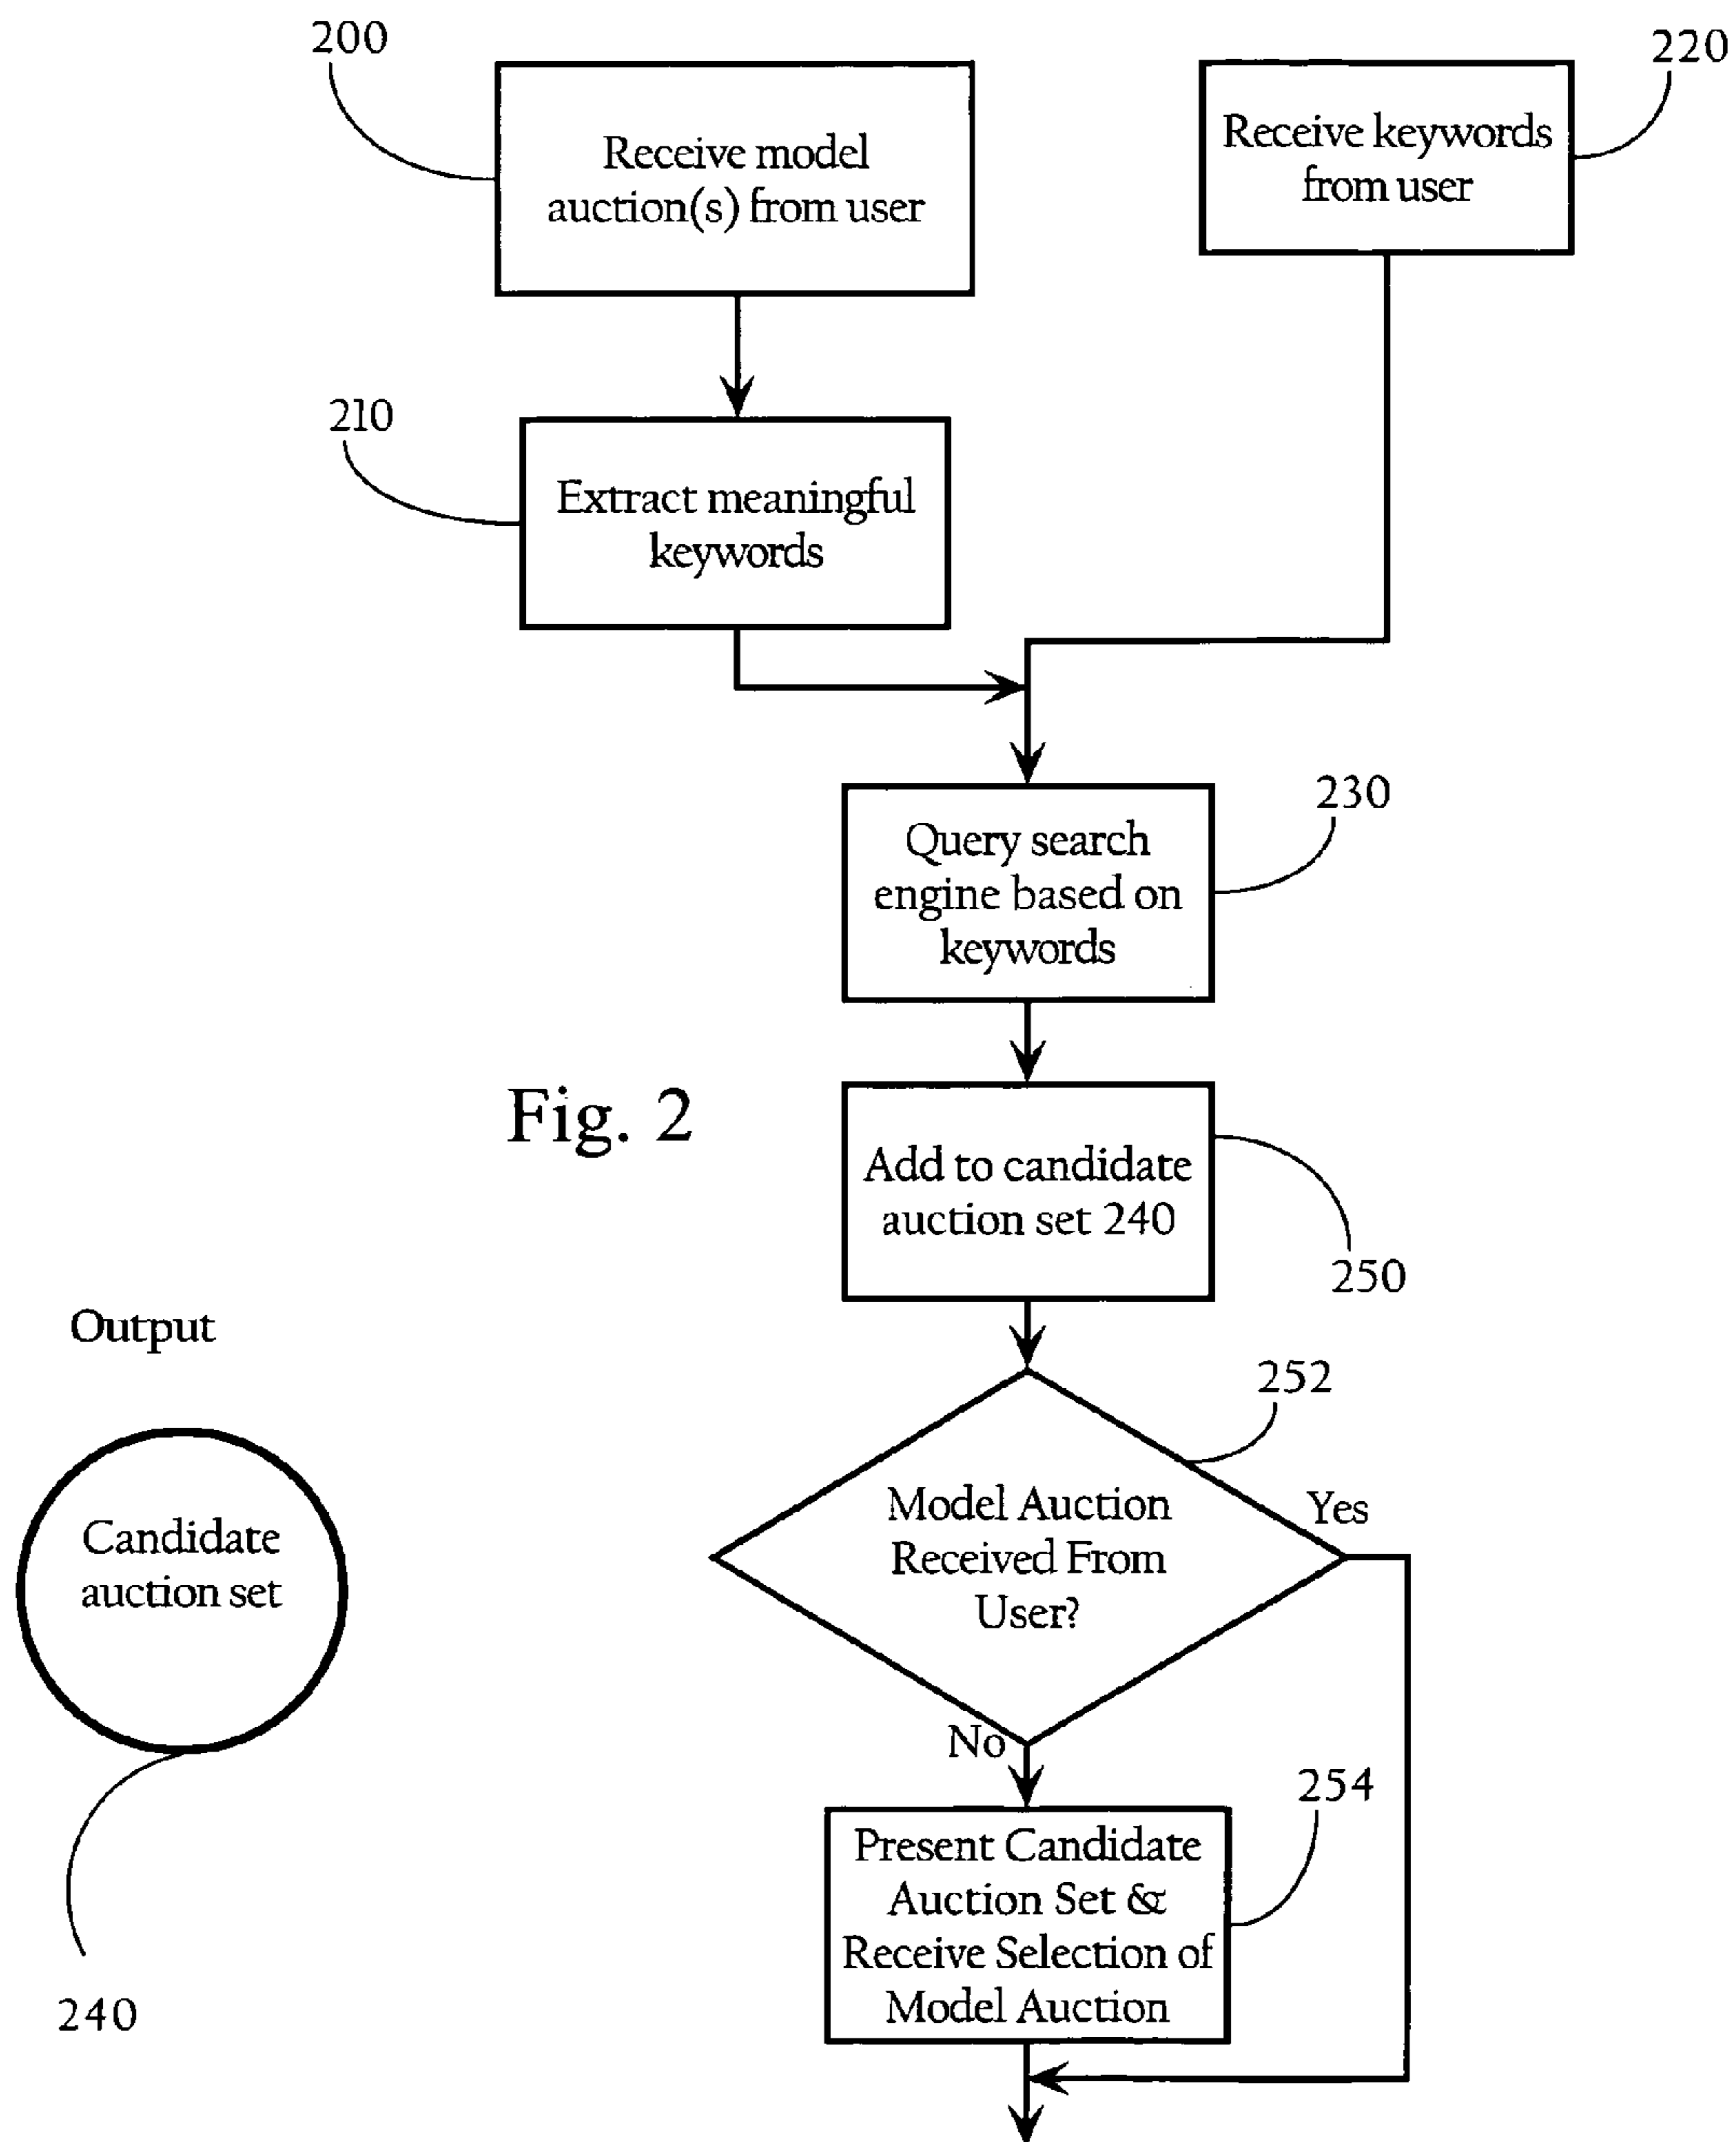 200
220
Receive model
auction(s) from user
Receive keywords
from user
210
Extract meaningful
keywords
230
Query search
engine based on
keywords
Fig. 2
Add to candidate
auction set 240
250
Output
252
Candidate
auction set
Model Auction
Received From
User?
Yes
No
254
Present Candidate
Auction Set &
Receive Selection of
Model Auction
240